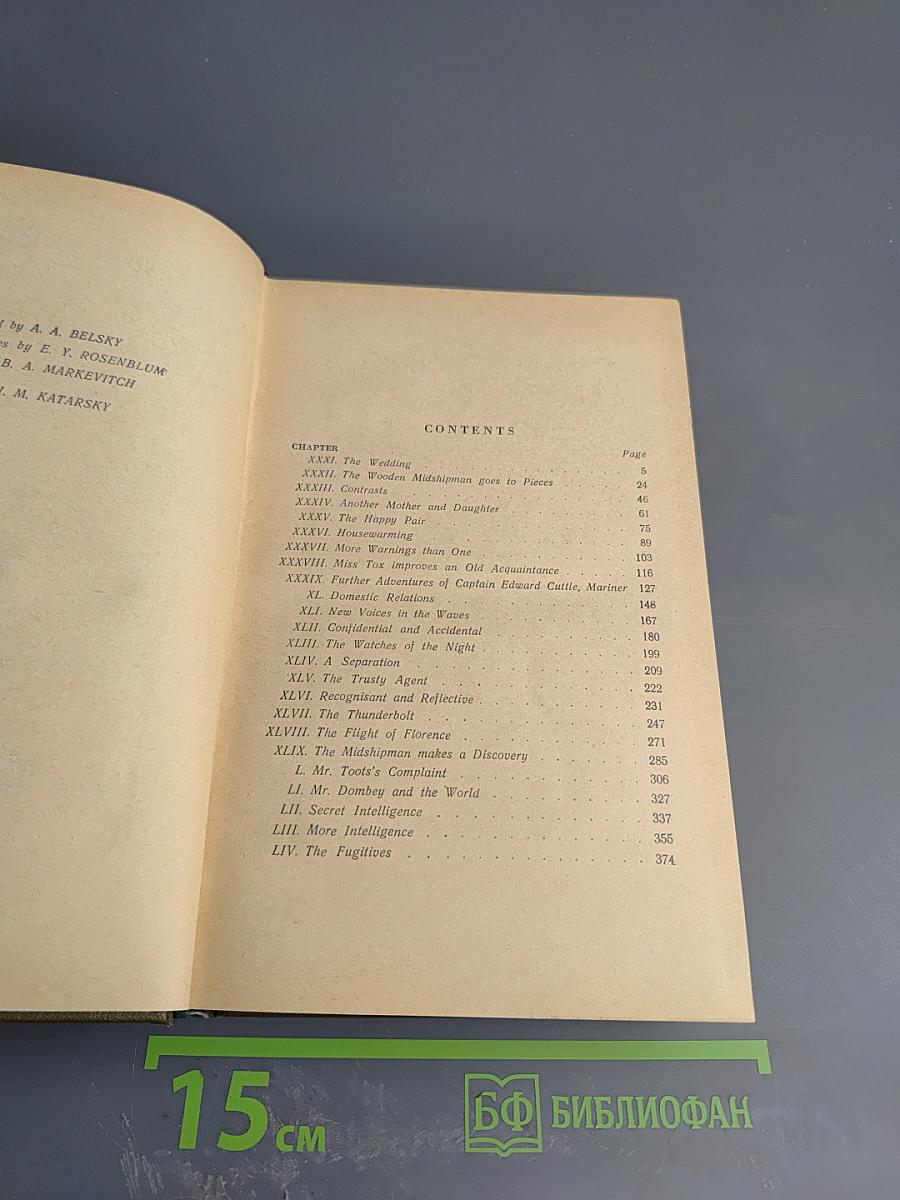 by A. A. BELSKY
by E. Y. ROSENBLUM
B. A. MARKEVITCH
M. KATARSKY
CONTENTS
CHAPTER Page
XXXI. The Wedding 5
XXXII. The Wooden Midshipman goes to Pieces 24
XXXIII. Contrasts 46
XXXIV. Another Mother and Daughter 61
XXXV. The Happy Pair 75
XXXVI. Housewarming 89
XXXVII. More Warnings than One 103
XXXVIII. Miss Tox improves an Old Acquaintance 116
XXXIX. Further Adventures of Captain Edward Cuttle, Mariner 127
XL. Domestic Relations 148
XLI. New Voices in the Waves 167
XLII. Confidential and Accidental 180
XLIII. The Watches of the Night 199
XLIV. A Separation 209
XLV. The Trusty Agent 222
XLVI. Recognisant and Reflective 231
XLVII. The Thunderbolt 247
XLVIII. The Flight of Florence 271
XLIX. The Midshipman makes a Discovery 285
L. Mr. Toots's Complaint 306
LI. Mr. Dombey and the World 327
LII. Secret Intelligence 337
LIII. More Intelligence 355
LIV. The Fugitives 374
15 см
БФ БИБЛИОФАН